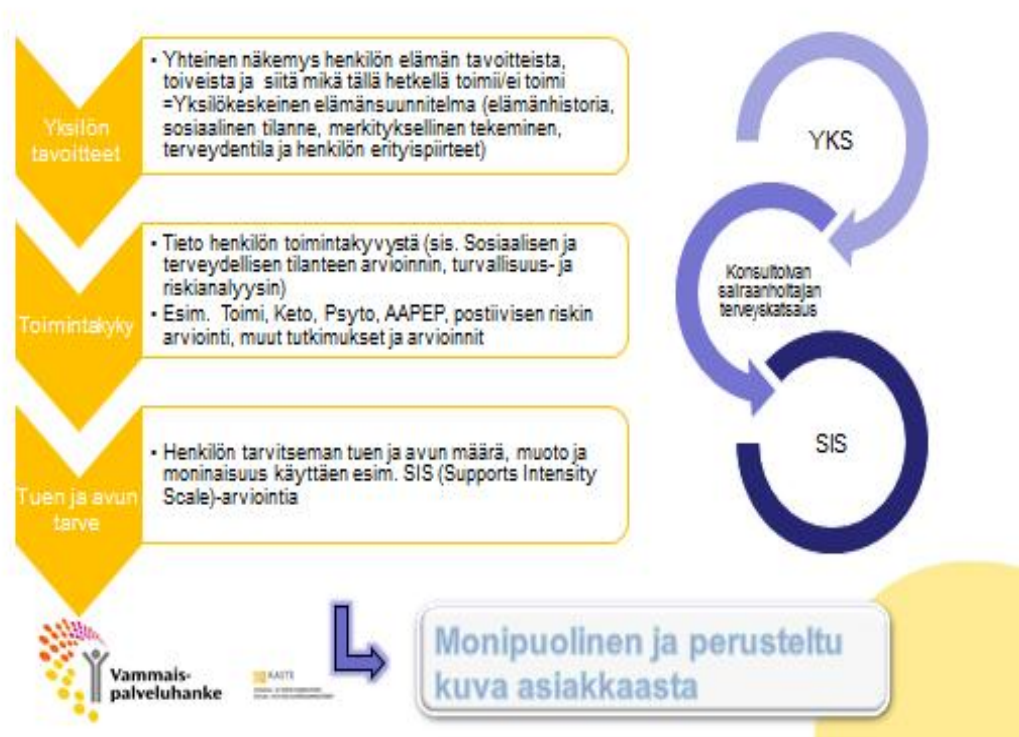 Yksilön
tavoitteet
• Yhteinen näkemys henkilön elämän tavoitteista,
toiveista ja siitä mikä tällä hetkellä toimii/ei toimi
=Yksilökeskeinen elämänsuunnitelma (elämänhistoria,
sosiaalinen tilanne, merkityksellinen tekeminen,
terveydentila ja henkilön erityispiirteet)
Toimintakyky
• Tieto henkilön toimintakyvystä (sis. Sosiaalisen ja
terveydellisen tilanteen arvioinnin, turvallisuus- ja
riskianalyysin)
• Esim. Toimi, Keto, Psyto, AAPEP, postiivisen riskin
arviointi, muut tutkimukset ja arvioinnit
Tuen ja avun
tarve
• Henkilön tarvitseman tuen ja avun määrä, muoto ja
moninaisuus käyttäen esim. SIS (Supports Intensity
Scale)-arviointia
YKS
Konsultoivan
sairaanhoitajan
terveyskatsaus
SIS
Vammais-
palveluhanke
KASTE
Monipuolinen ja perusteltu
kuva asiakkaasta